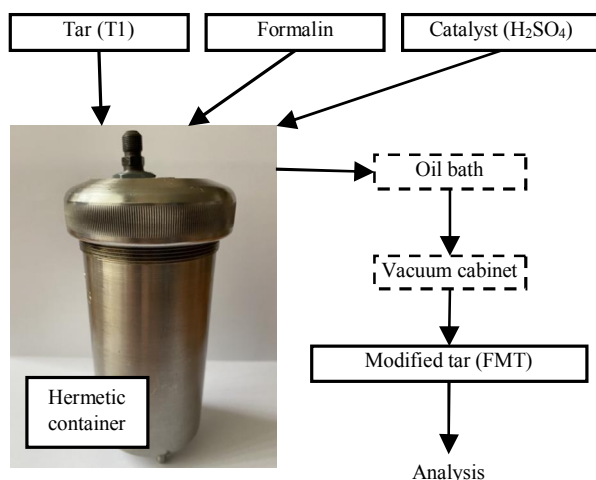 Tar (T1)
Formalin
Catalyst (H₂SO₄)
Oil bath
Vacuum cabinet
Modified tar (FMT)
Hermetic
container
Analysis